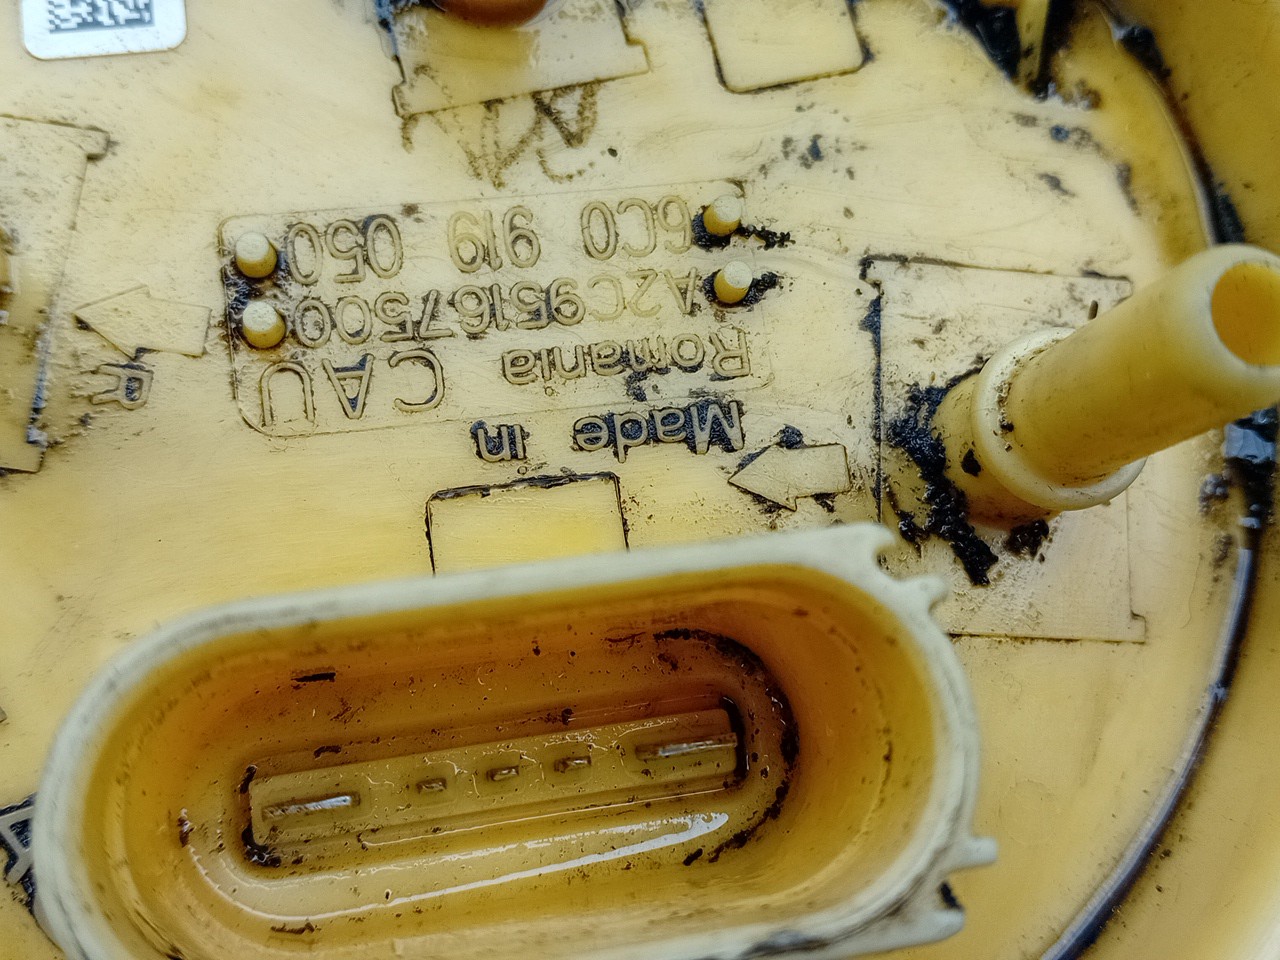 Made in
Romania CAU
R
A2C95167500
6C0 919 050